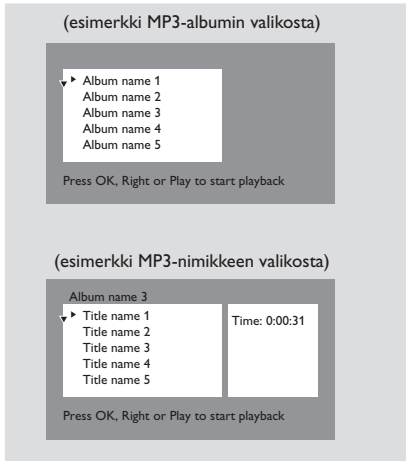 (esimerkki MP3-albumin valikosta)
Album name 1
Album name 2
Album name 3
Album name 4
Album name 5
Press OK, Right or Play to start playback
(esimerkki MP3-nimikkeen valikosta)
Album name 3
Title name 1
Time: 0:00:31
Title name 2
Title name 3
Title name 4
Title name 5
Press OK, Right or Play to start playback